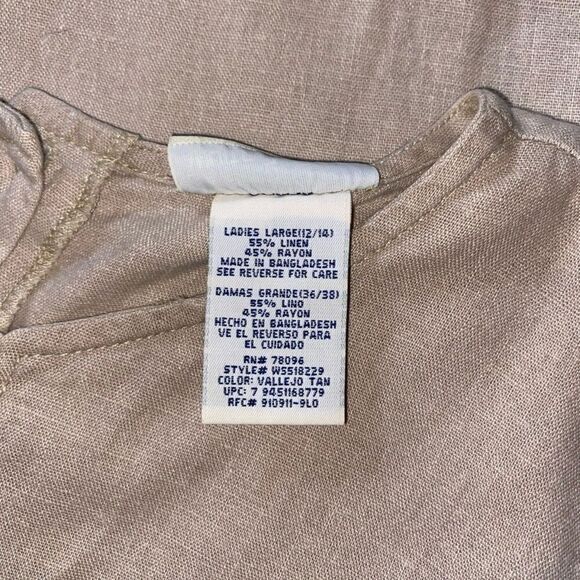 LADIES LARGE(12/14)
55% LINEN
45% RAYON
MADE IN BANGLADESH
SEE REVERSE FOR CARE
DAMAS GRANDE(36/38)
55% LINO
45% RAYON
HECHO EN BANGLADESH
VE EL REVERSO PARA
EL CUIDADO
RN# 78096
STYLE# WS518229
COLOR: VALLEJO TAN
UPC: 7 9451168779
RFC# 910911-9L0